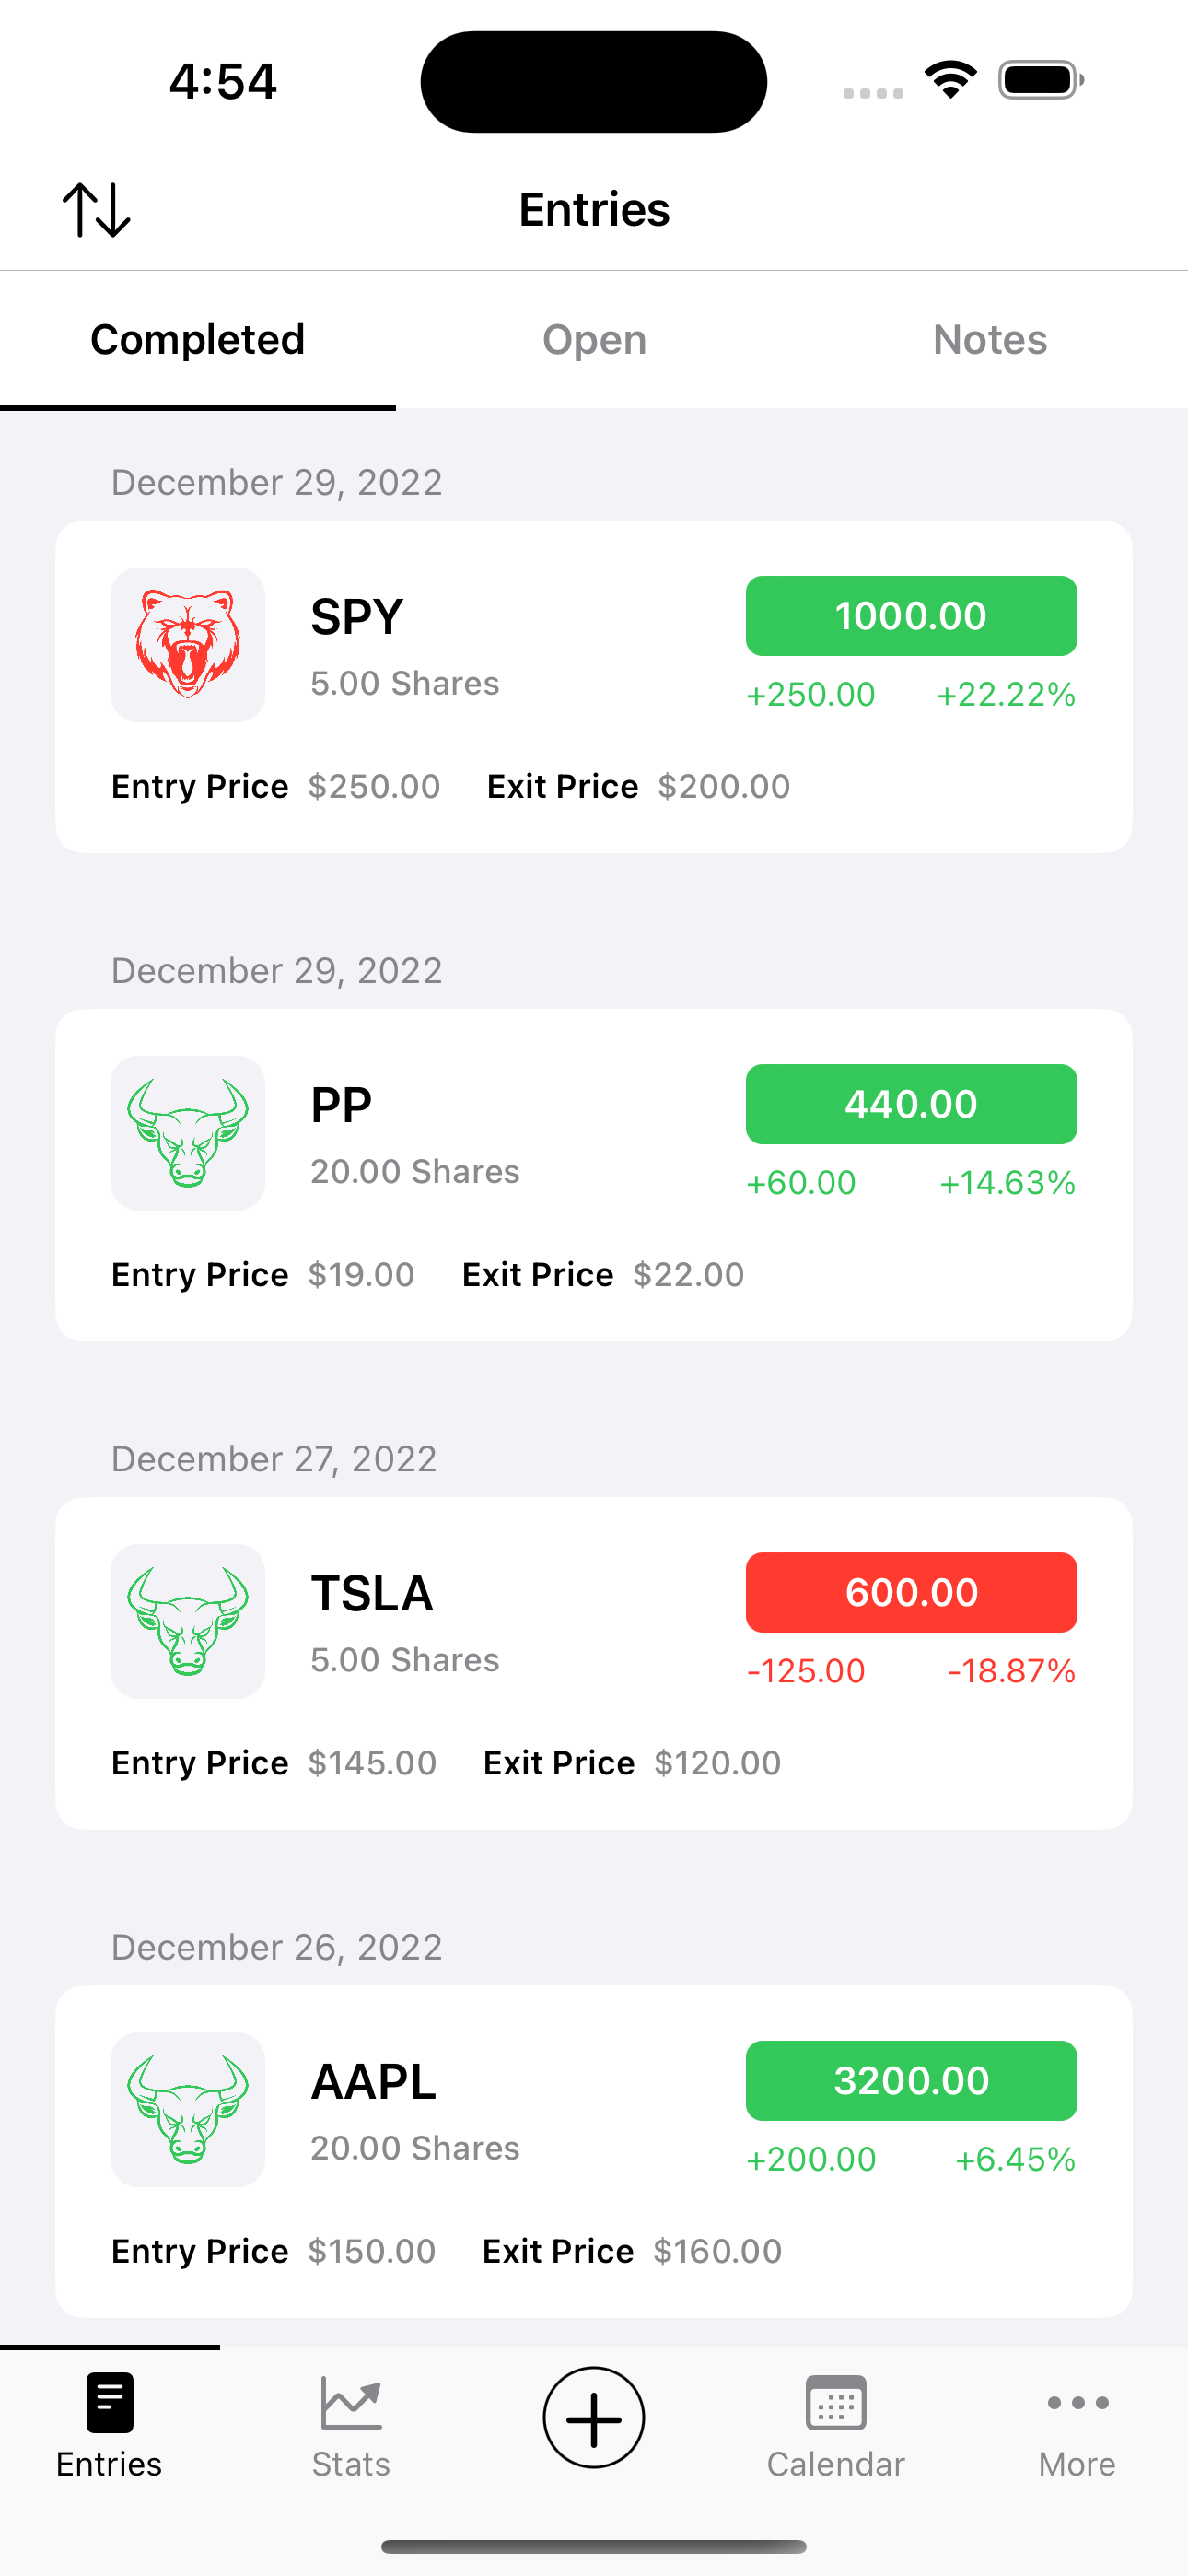 4:54
Entries
Completed Open Notes
December 29, 2022
SPY 1000.00
5.00 Shares +250.00 +22.22%
Entry Price $250.00 Exit Price $200.00
December 29, 2022
PP 440.00
20.00 Shares +60.00 +14.63%
Entry Price $19.00 Exit Price $22.00
December 27, 2022
TSLA 600.00
5.00 Shares -125.00 -18.87%
Entry Price $145.00 Exit Price $120.00
December 26, 2022
AAPL 3200.00
20.00 Shares +200.00 +6.45%
Entry Price $150.00 Exit Price $160.00
Entries Stats Calendar More